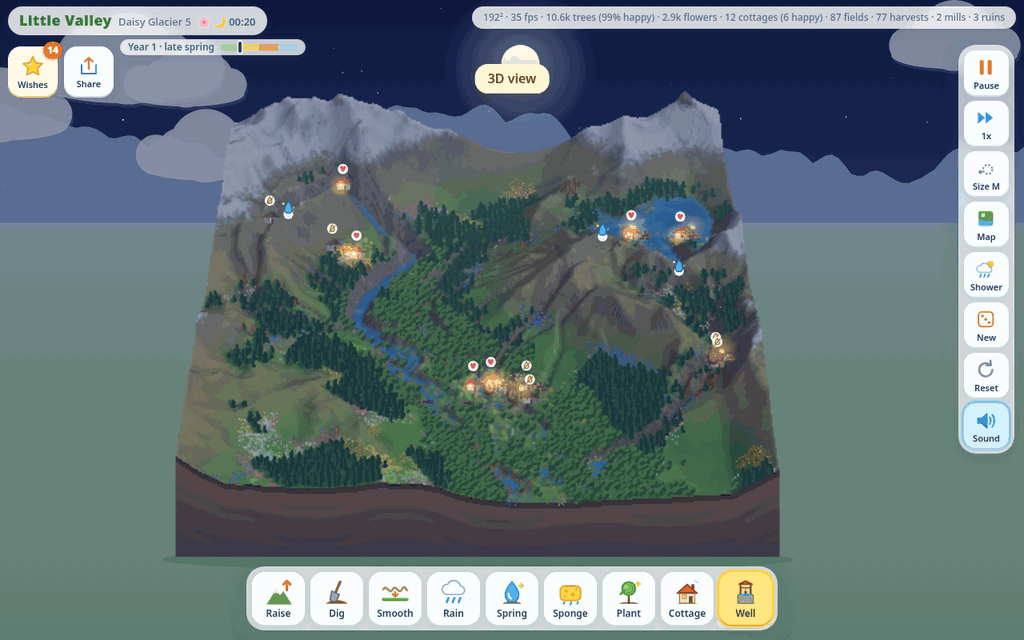 Little Valley Daisy Glacier 5 🌸 🌙 00:20
192² · 35 fps · 10.6k trees (99% happy) · 2.9k flowers · 12 cottages (6 happy) · 87 fields · 77 harvests · 2 mills · 3 ruins
Year 1 · late spring
14
Wishes
Share
3D view
Pause
1x
Size M
Map
Shower
New
Reset
Sound
Raise
Dig
Smooth
Rain
Spring
Sponge
Plant
Cottage
Well